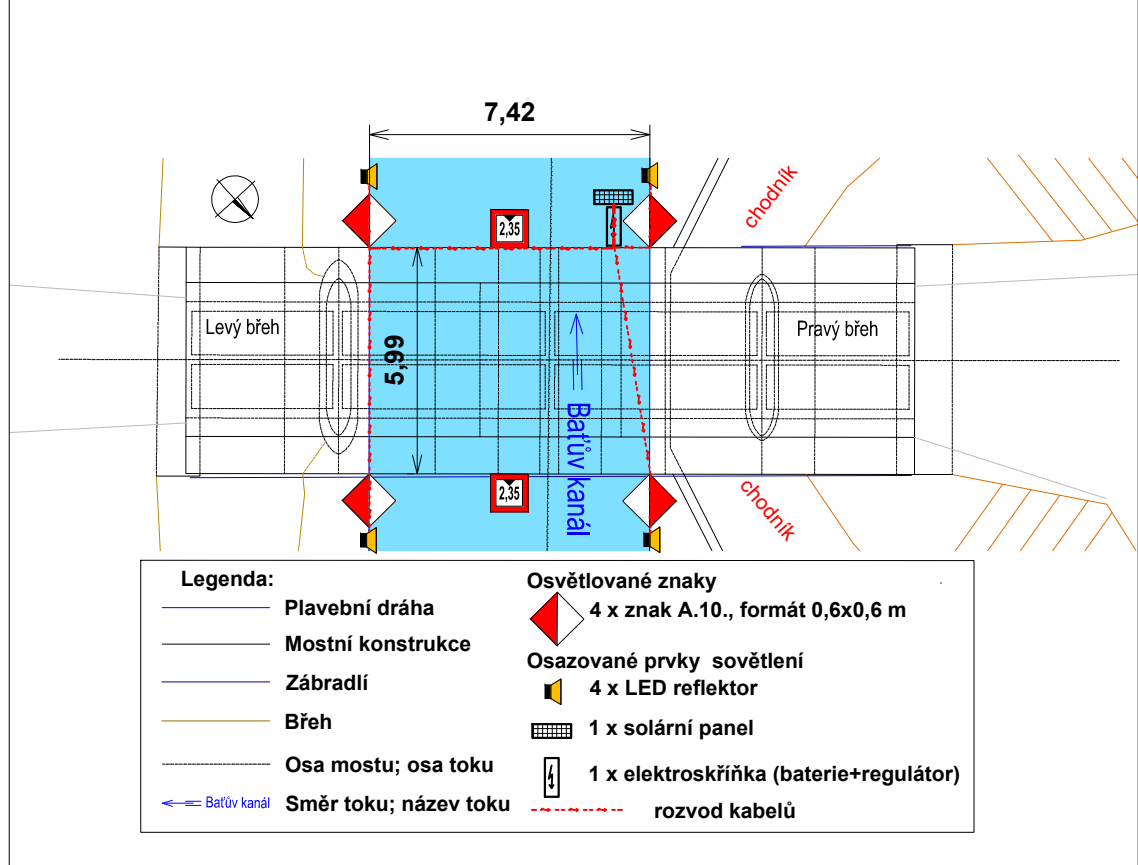 7,42
chodník
2,35
Levý břeh
Pravý břeh
5,99
Baťův kanál
2,35
chodník
Legenda:
Plavební dráha
Mostní konstrukce
Zábradlí
Břeh
Osa mostu; osa toku
Baťův kanál
Směr toku; název toku
Osvětlované znaky
4 x znak A.10., formát 0,6x0,6 m
Osazované prvky sovětlení
4 x LED reflektor
1 x solární panel
1 x elektroskříňka (baterie+regulátor)
rozvod kabelů